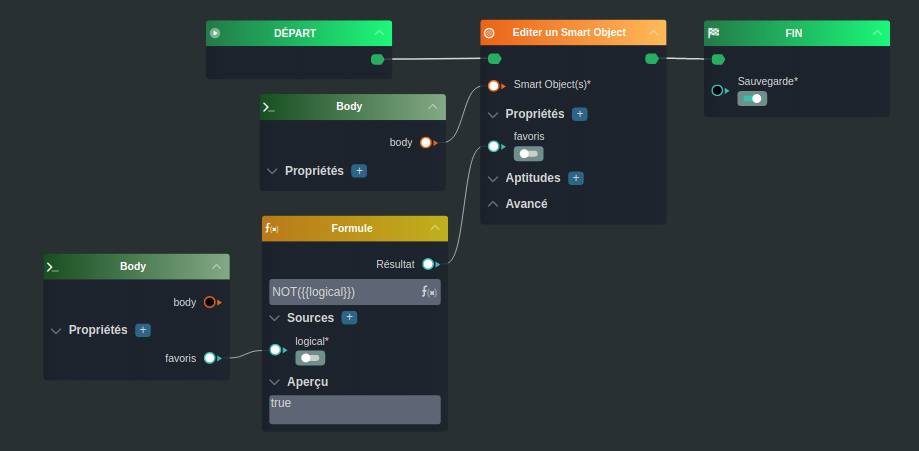 DÉPART
Editer un Smart Object
Smart Object(s)*
Propriétés +
favoris
Aptitudes +
Avancé
FIN
Sauvegarde*
Body
body
Propriétés +
Formule
Résultat
NOT({{logical}})
Sources +
logical*
Aperçu
true
Body
body
Propriétés +
favoris